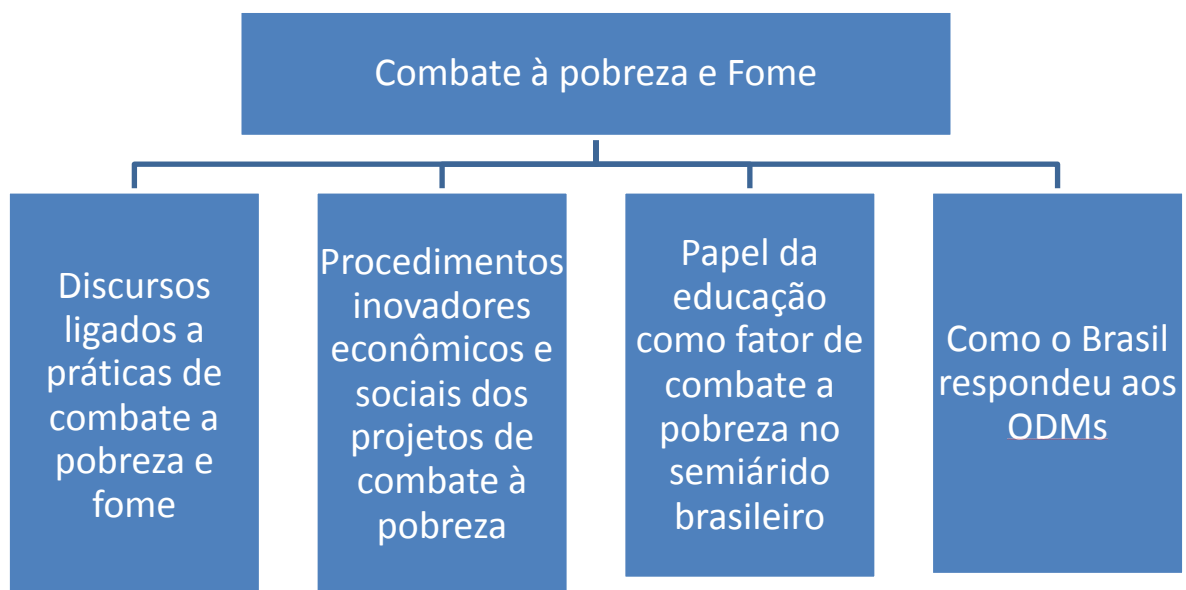 Combate à pobreza e Fome
Discursos
ligados a
práticas de
combate a
pobreza e
fome
Procedimentos
inovadores
econômicos e
sociais dos
projetos de
combate à
pobreza
Papel da
educação
como fator de
combate a
pobreza no
semiárido
brasileiro
Como o Brasil
respondeu aos
ODMs